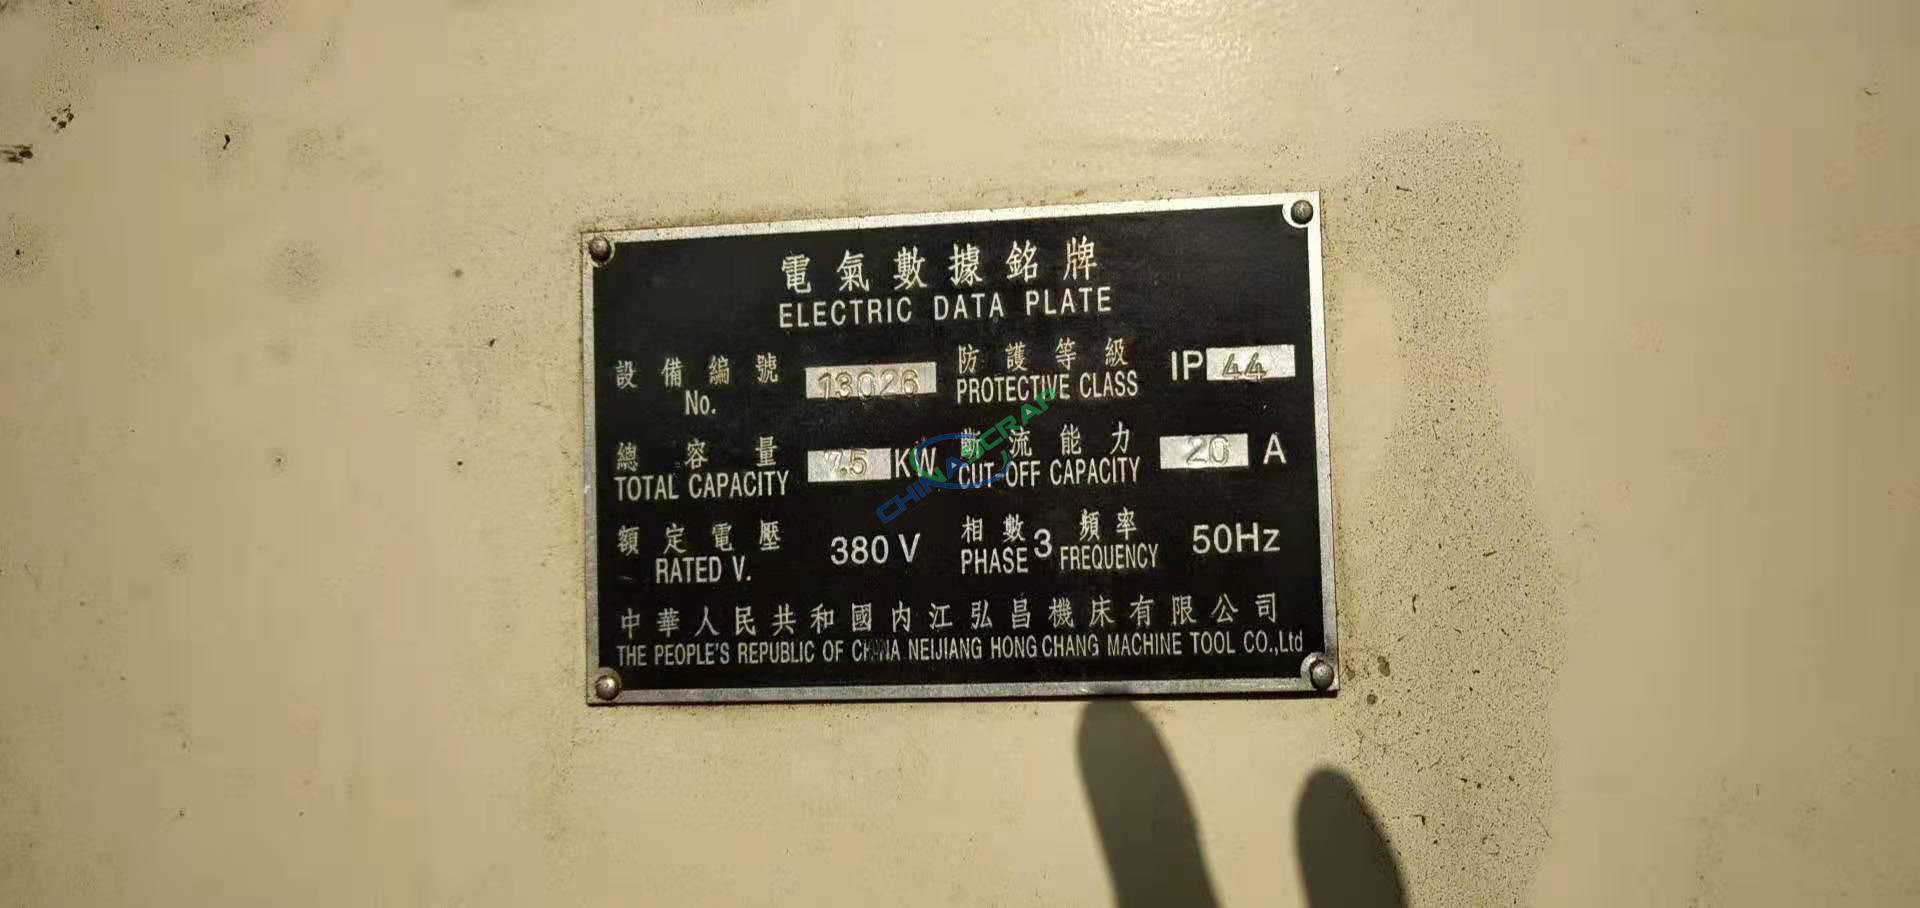 電氣數據銘牌
ELECTRIC DATA PLATE
設備編號 13026 防護等級 IP 44
No. PROTECTIVE CLASS
總容量 7.5 KW 斷流能力 20 A
TOTAL CAPACITY CUT-OFF CAPACITY
額定電壓 380 V 相數 3 頻率 50Hz
RATED V. PHASE FREQUENCY
中華人民共和國内江弘昌機床有限公司
THE PEOPLE'S REPUBLIC OF CHINA NEIJIANG HONG CHANG MACHINE TOOL CO.,Ltd
CHINASCRAP